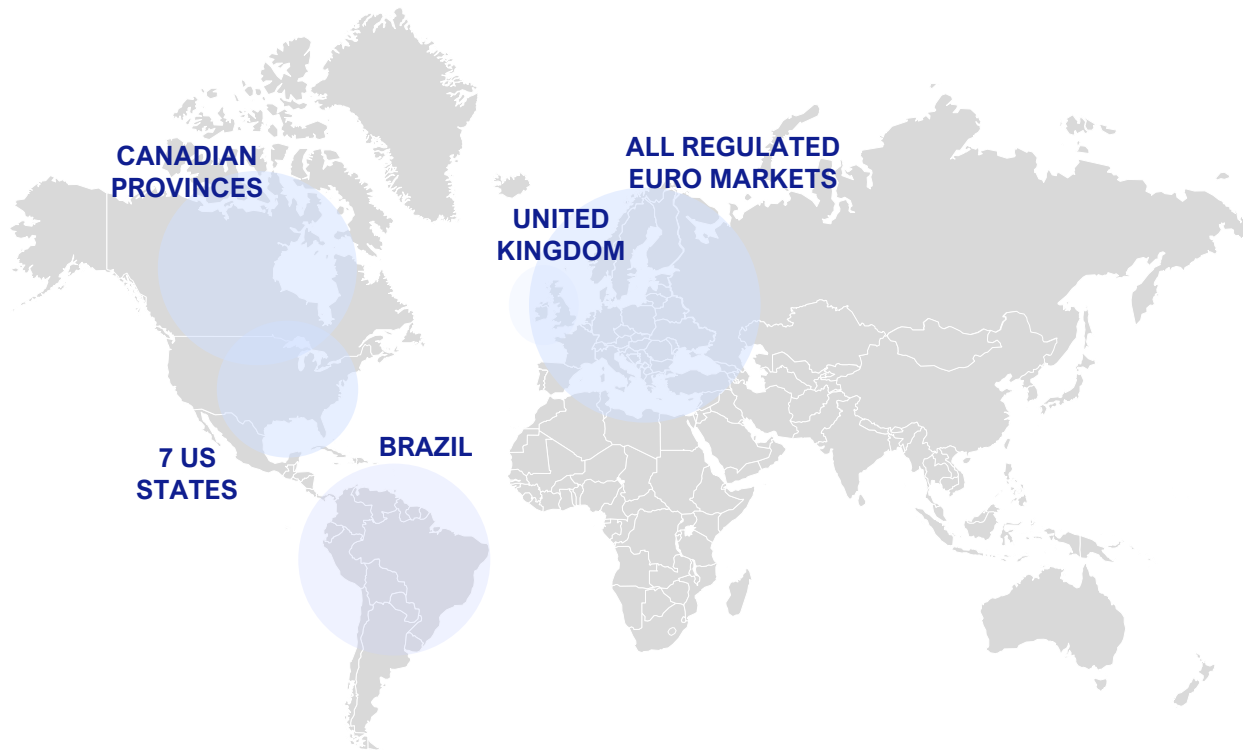 CANADIAN
PROVINCES
ALL REGULATED
EURO MARKETS
UNITED
KINGDOM
7 US
STATES
BRAZIL